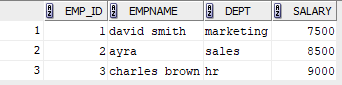 EMP_ID EMPNAME DEPT SALARY
1 1 david smith marketing 7500
2 2 ayra sales 8500
3 3 charles brown hr 9000